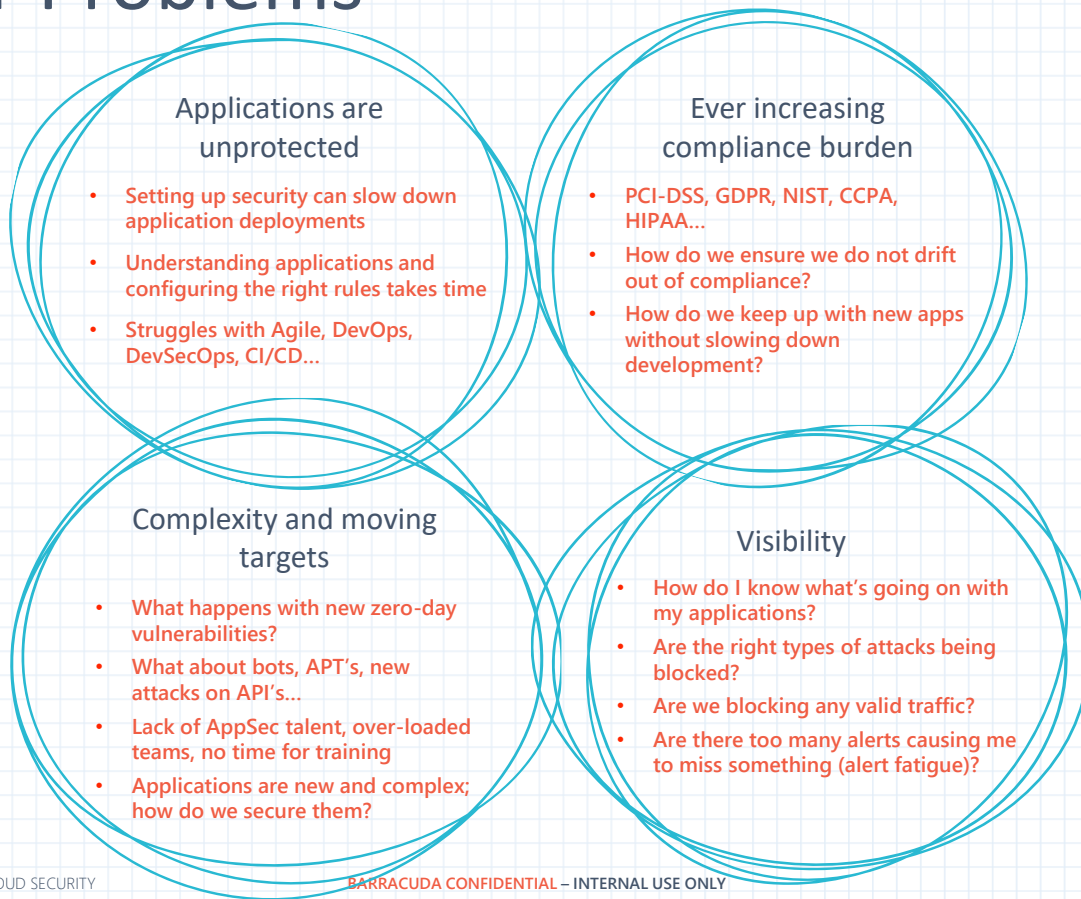 Problems
Applications are
unprotected
• Setting up security can slow down
application deployments
• Understanding applications and
configuring the right rules takes time
• Struggles with Agile, DevOps,
DevSecOps, CI/CD...
Ever increasing
compliance burden
• PCI-DSS, GDPR, NIST, CCPA,
HIPAA...
• How do we ensure we do not drift
out of compliance?
• How do we keep up with new apps
without slowing down
development?
Complexity and moving
targets
• What happens with new zero-day
vulnerabilities?
• What about bots, APT's, new
attacks on API's...
• Lack of AppSec talent, over-loaded
teams, no time for training
• Applications are new and complex;
how do we secure them?
Visibility
• How do I know what's going on with
my applications?
• Are the right types of attacks being
blocked?
• Are we blocking any valid traffic?
• Are there too many alerts causing me
to miss something (alert fatigue)?
OUD SECURITY
BARRACUDA CONFIDENTIAL – INTERNAL USE ONLY